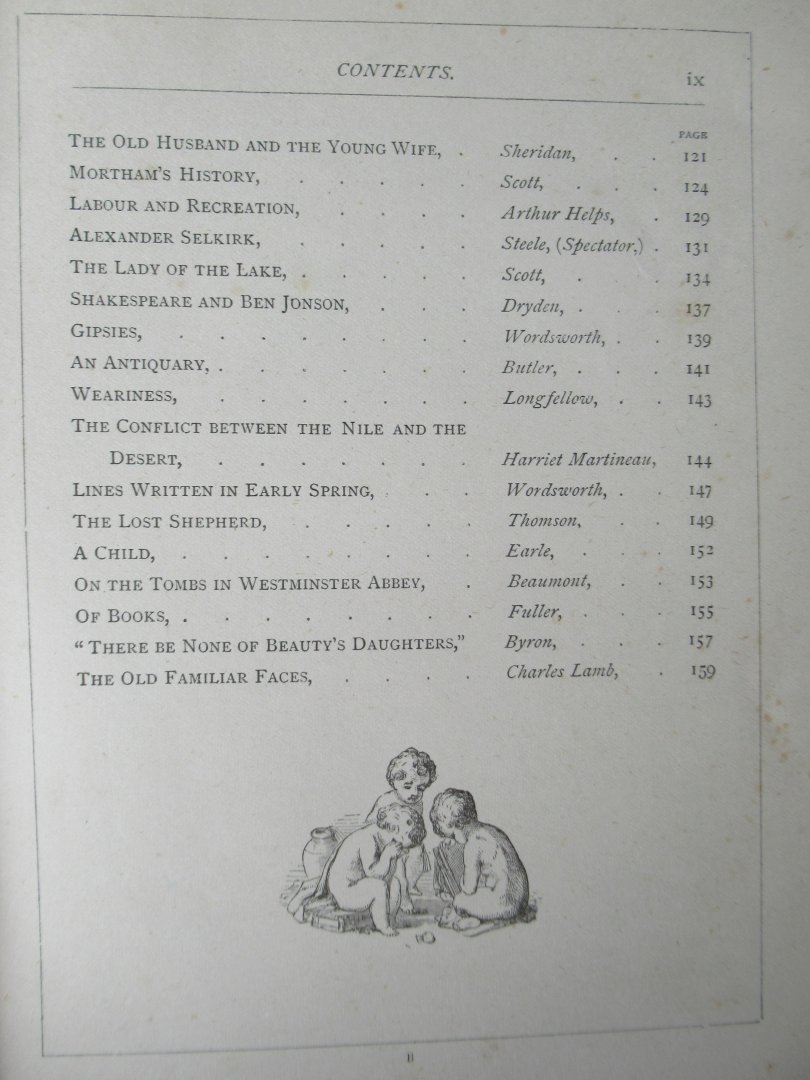 CONTENTS. ix
PAGE
THE OLD HUSBAND AND THE YOUNG WIFE, . Sheridan, . . 121
MORTHAM'S HISTORY, . . . . . Scott, . . . 124
LABOUR AND RECREATION, . . . . Arthur Helps, . 129
ALEXANDER SELKIRK, . . . . . Steele, (Spectator,) . 131
THE LADY OF THE LAKE, . . . . . Scott, . . 134
SHAKESPEARE AND BEN JONSON, . . . Dryden, . . . 137
GIPSIES, . . . . . . . Wordsworth, . . 139
AN ANTIQUARY, . . . . . . . Butler, . . . 141
WEARINESS, . . . . . . . Longfellow, . . 143
THE CONFLICT BETWEEN THE NILE AND THE
DESERT, . . . . . . . Harriet Martineau, 144
LINES WRITTEN IN EARLY SPRING, . . . Wordsworth, . . 147
THE LOST SHEPHERD, . . . . . Thomson, . . 149
A CHILD, . . . . . . . . Earle, . . . 152
ON THE TOMBS IN WESTMINSTER ABBEY, . Beaumont, . . 153
OF BOOKS, . . . . . . . . Fuller, . . . 155
"THERE BE NONE OF BEAUTY'S DAUGHTERS," Byron, . . . 157
THE OLD FAMILIAR FACES, . . . . Charles Lamb, . 159
B